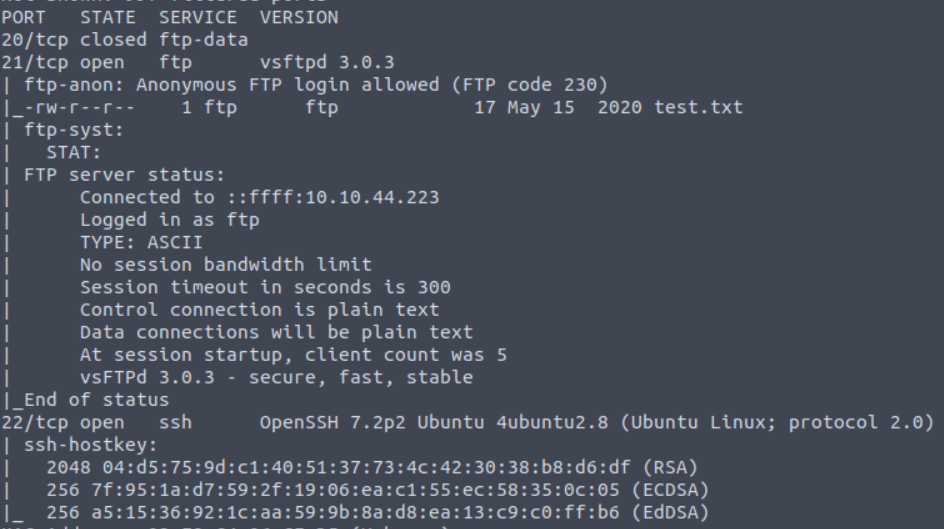 PORT   STATE  SERVICE  VERSION
20/tcp closed ftp-data
21/tcp open   ftp      vsftpd 3.0.3
| ftp-anon: Anonymous FTP login allowed (FTP code 230)
|_-rw-r--r--    1 ftp      ftp            17 May 15  2020 test.txt
| ftp-syst:
|   STAT:
| FTP server status:
|      Connected to ::ffff:10.10.44.223
|      Logged in as ftp
|      TYPE: ASCII
|      No session bandwidth limit
|      Session timeout in seconds is 300
|      Control connection is plain text
|      Data connections will be plain text
|      At session startup, client count was 5
|      vsFTPd 3.0.3 - secure, fast, stable
|_End of status
22/tcp open   ssh      OpenSSH 7.2p2 Ubuntu 4ubuntu2.8 (Ubuntu Linux; protocol 2.0)
| ssh-hostkey:
|   2048 04:d5:75:9d:c1:40:51:37:73:4c:42:30:38:b8:d6:df (RSA)
|   256 7f:95:1a:d7:59:2f:19:06:ea:c1:55:ec:58:35:0c:05 (ECDSA)
|_  256 a5:15:36:92:1c:aa:59:9b:8a:d8:ea:13:c9:c0:ff:b6 (EdDSA)